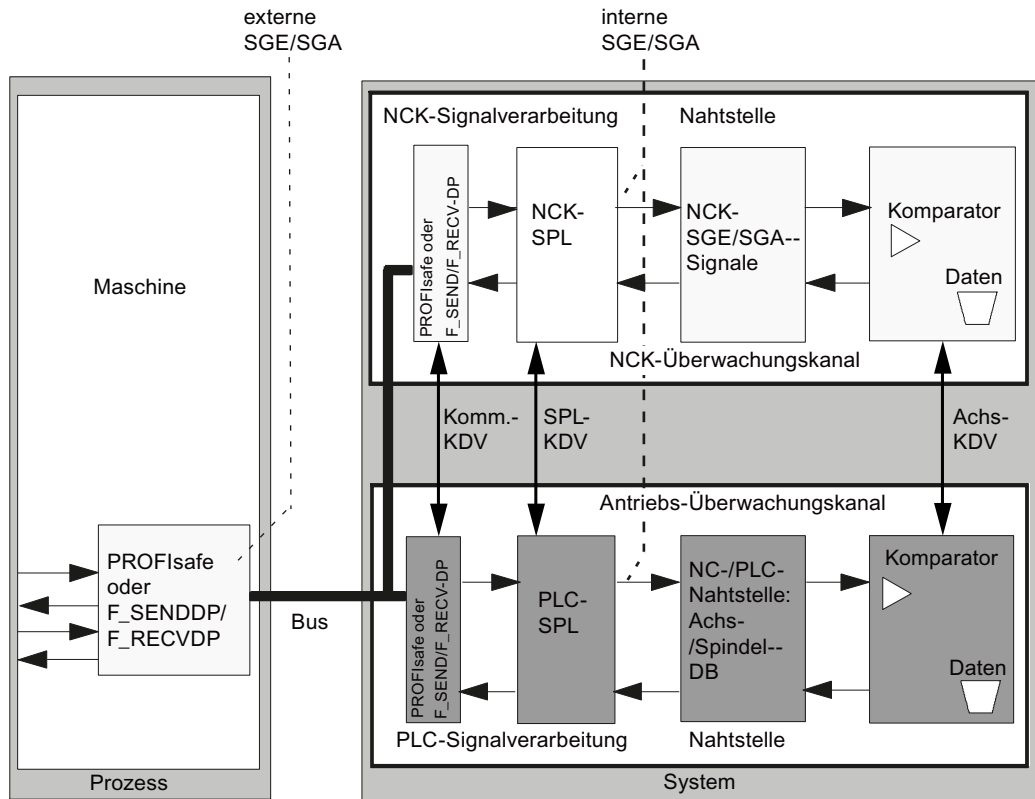 externe
SGE/SGA
interne
SGE/SGA
NCK-Signalverarbeitung
Nahtstelle
PROFIsafe oder
F_SEND/F_RECV-DP
NCK-
SPL
NCK-
SGE/SGA--
Signale
Komparator
Daten
Maschine
NCK-Überwachungskanal
Komm.-
KDV
SPL-
KDV
Achs-
KDV
Antriebs-Überwachungskanal
PROFIsafe
oder
F_SENDDP/
F_RECVDP
Bus
PROFIsafe oder
F_SEND/F_RECV-DP
PLC-
SPL
NC-/PLC-
Nahtstelle:
Achs-
/Spindel--
DB
Komparator
Daten
PLC-Signalverarbeitung
Nahtstelle
Prozess
System